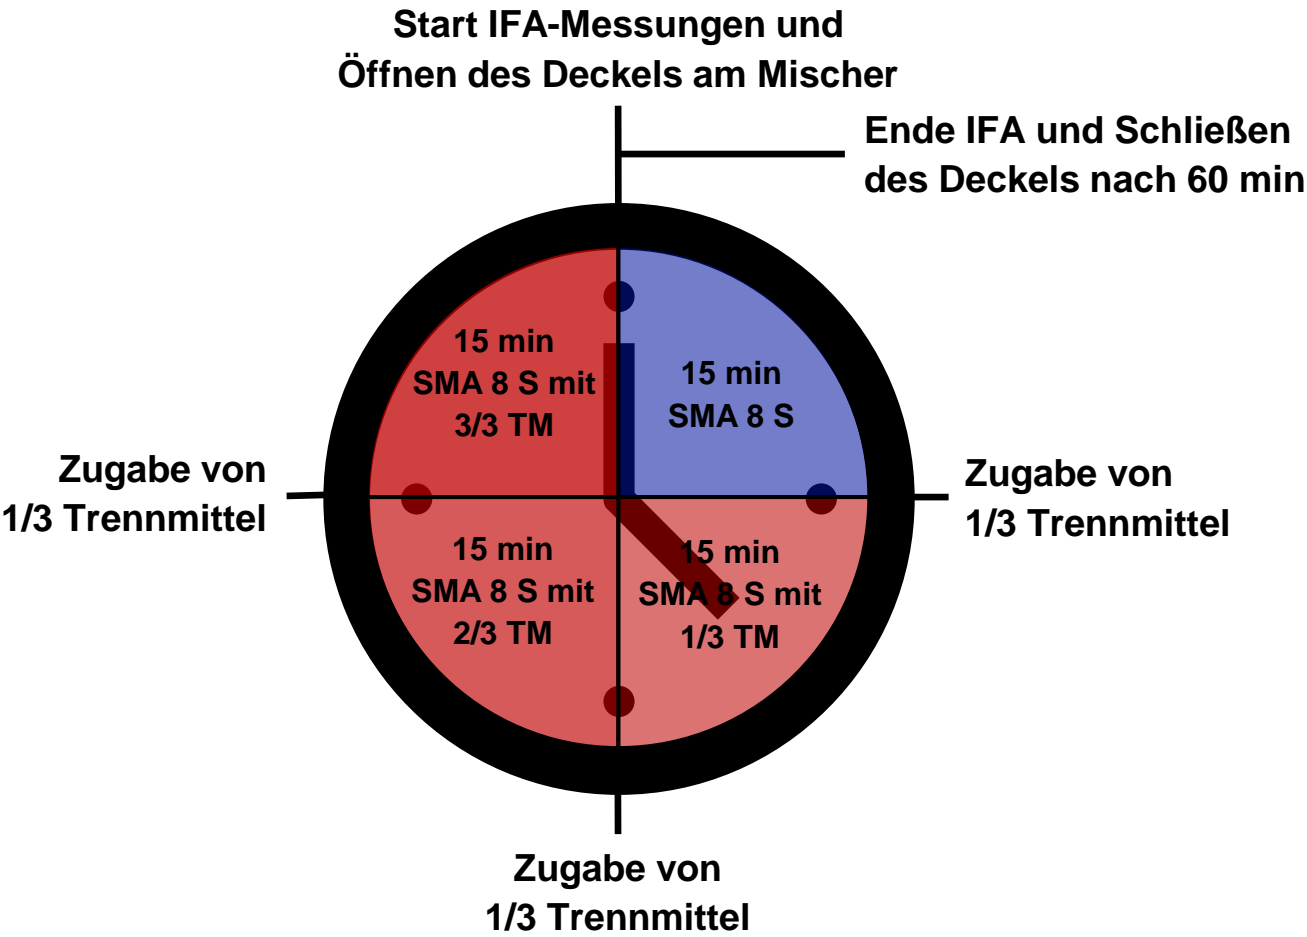 Start IFA-Messungen und
Öffnen des Deckels am Mischer
Ende IFA und Schließen
des Deckels nach 60 min
15 min
SMA 8 S mit
3/3 TM
15 min
SMA 8 S
Zugabe von
1/3 Trennmittel
Zugabe von
1/3 Trennmittel
15 min
SMA 8 S mit
2/3 TM
15 min
SMA 8 S mit
1/3 TM
Zugabe von
1/3 Trennmittel